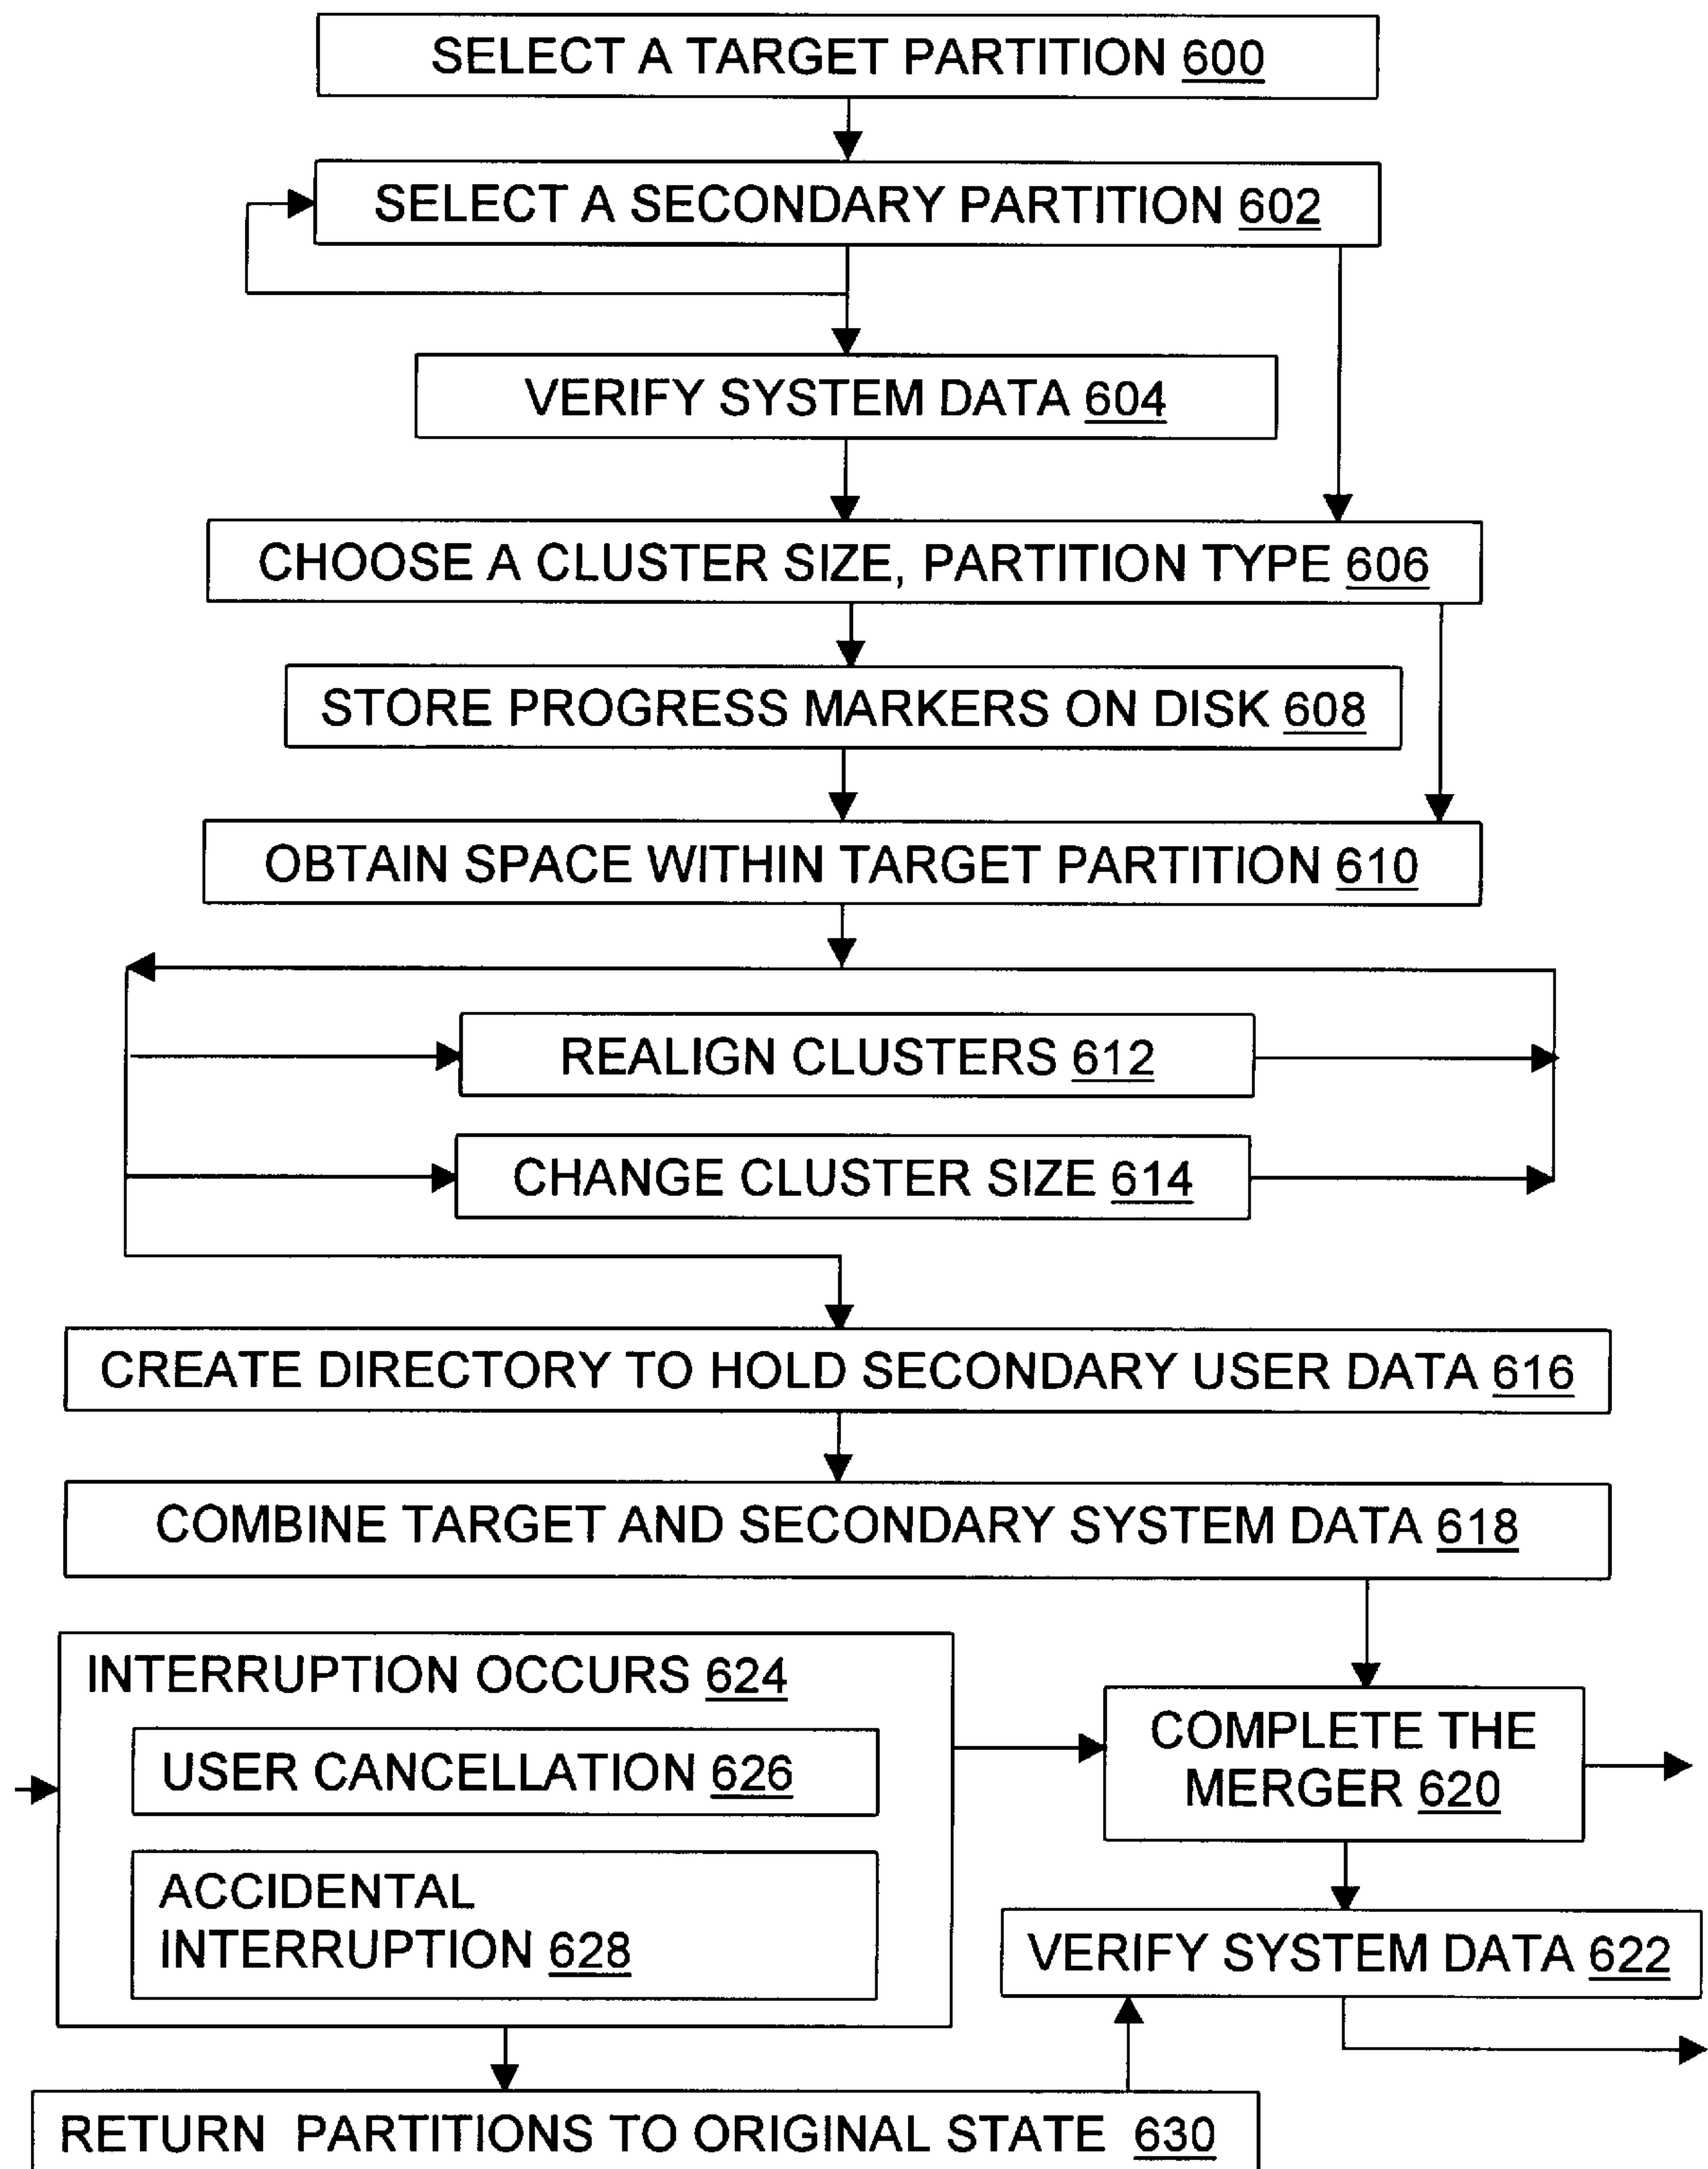 SELECT A TARGET PARTITION 600
SELECT A SECONDARY PARTITION 602
VERIFY SYSTEM DATA 604
CHOOSE A CLUSTER SIZE, PARTITION TYPE 606
STORE PROGRESS MARKERS ON DISK 608
OBTAIN SPACE WITHIN TARGET PARTITION 610
REALIGN CLUSTERS 612
CHANGE CLUSTER SIZE 614
CREATE DIRECTORY TO HOLD SECONDARY USER DATA 616
COMBINE TARGET AND SECONDARY SYSTEM DATA 618
INTERRUPTION OCCURS 624
USER CANCELLATION 626
ACCIDENTAL
INTERRUPTION 628
COMPLETE THE
MERGER 620
VERIFY SYSTEM DATA 622
RETURN PARTITIONS TO ORIGINAL STATE 630